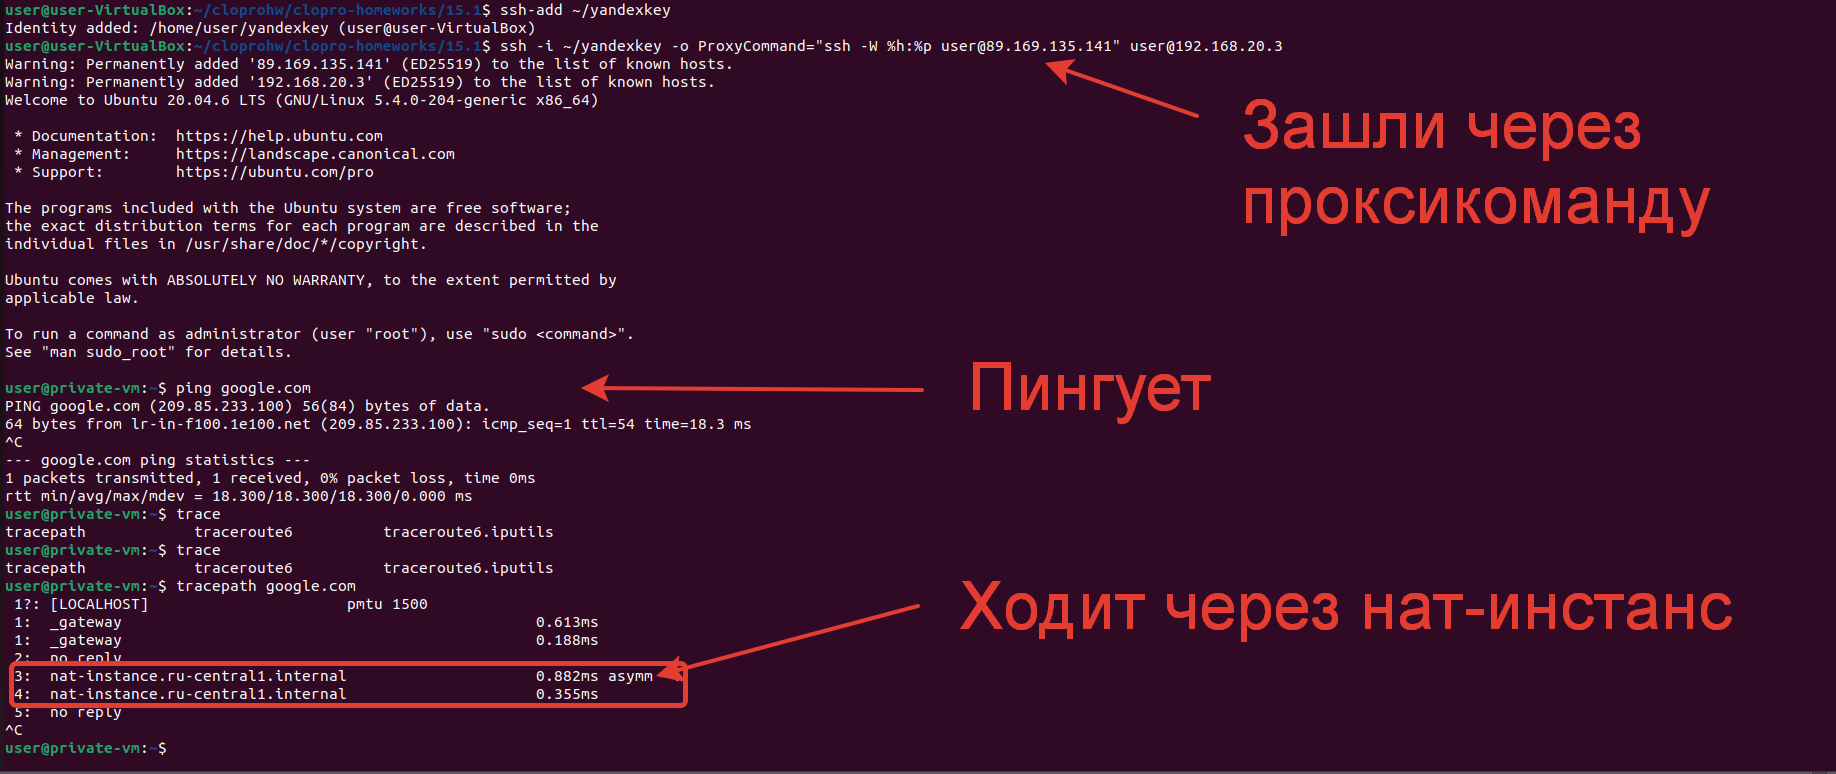 user@user-VirtualBox:~/cloprohw/clopro-homeworks/15.1$ ssh-add ~/yandexkey
Identity added: /home/user/yandexkey (user@user-VirtualBox)
user@user-VirtualBox:~/cloprohw/clopro-homeworks/15.1$ ssh -i ~/yandexkey -o ProxyCommand="ssh -W %h:%p user@89.169.135.141" user@192.168.20.3
Warning: Permanently added '89.169.135.141' (ED25519) to the list of known hosts.
Warning: Permanently added '192.168.20.3' (ED25519) to the list of known hosts.
Welcome to Ubuntu 20.04.6 LTS (GNU/Linux 5.4.0-204-generic x86_64)
Зашли через
проксикоманду
* Documentation:  https://help.ubuntu.com
* Management:     https://landscape.canonical.com
* Support:        https://ubuntu.com/pro
The programs included with the Ubuntu system are free software;
the exact distribution terms for each program are described in the
individual files in /usr/share/doc/*/copyright.
Ubuntu comes with ABSOLUTELY NO WARRANTY, to the extent permitted by
applicable law.
To run a command as administrator (user "root"), use "sudo <command>".
See "man sudo_root" for details.
user@private-vm:~$ ping google.com
Пингует
PING google.com (209.85.233.100) 56(84) bytes of data.
64 bytes from lr-in-f100.1e100.net (209.85.233.100): icmp_seq=1 ttl=54 time=18.3 ms
^C
--- google.com ping statistics ---
1 packets transmitted, 1 received, 0% packet loss, time 0ms
rtt min/avg/max/mdev = 18.300/18.300/18.300/0.000 ms
user@private-vm:~$ trace
tracepath            traceroute6          traceroute6.iputils
user@private-vm:~$ trace
tracepath            traceroute6          traceroute6.iputils
user@private-vm:~$ tracepath google.com
1?: [LOCALHOST]                      pmtu 1500
1:  _gateway                                              0.613ms
1:  _gateway                                              0.188ms
Ходит через нат-инстанс
2:  no reply
3:  nat-instance.ru-central1.internal                     0.882ms asymm
4:  nat-instance.ru-central1.internal                     0.355ms
5:  no reply
^C
user@private-vm:~$